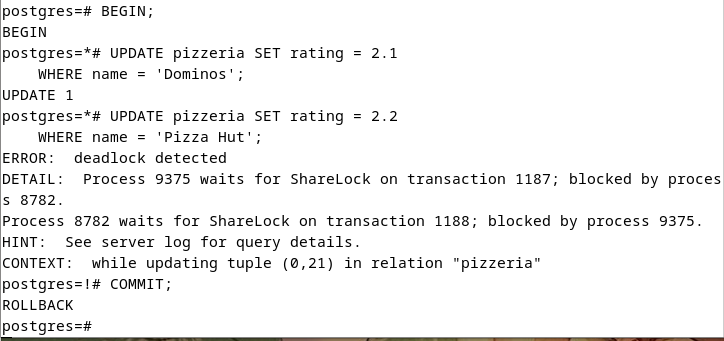 postgres=# BEGIN;
BEGIN
postgres=*# UPDATE pizzeria SET rating = 2.1
    WHERE name = 'Dominos';
UPDATE 1
postgres=*# UPDATE pizzeria SET rating = 2.2
    WHERE name = 'Pizza Hut';
ERROR:  deadlock detected
DETAIL:  Process 9375 waits for ShareLock on transaction 1187; blocked by proces
s 8782.
Process 8782 waits for ShareLock on transaction 1188; blocked by process 9375.
HINT:  See server log for query details.
CONTEXT:  while updating tuple (0,21) in relation "pizzeria"
postgres=!# COMMIT;
ROLLBACK
postgres=#